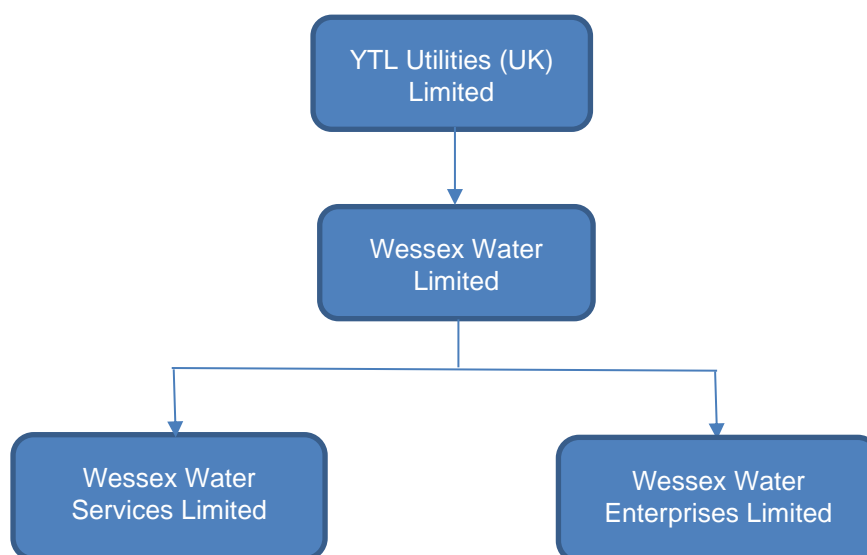 YTL Utilities (UK)
Limited
Wessex Water
Limited
Wessex Water
Services Limited
Wessex Water
Enterprises Limited